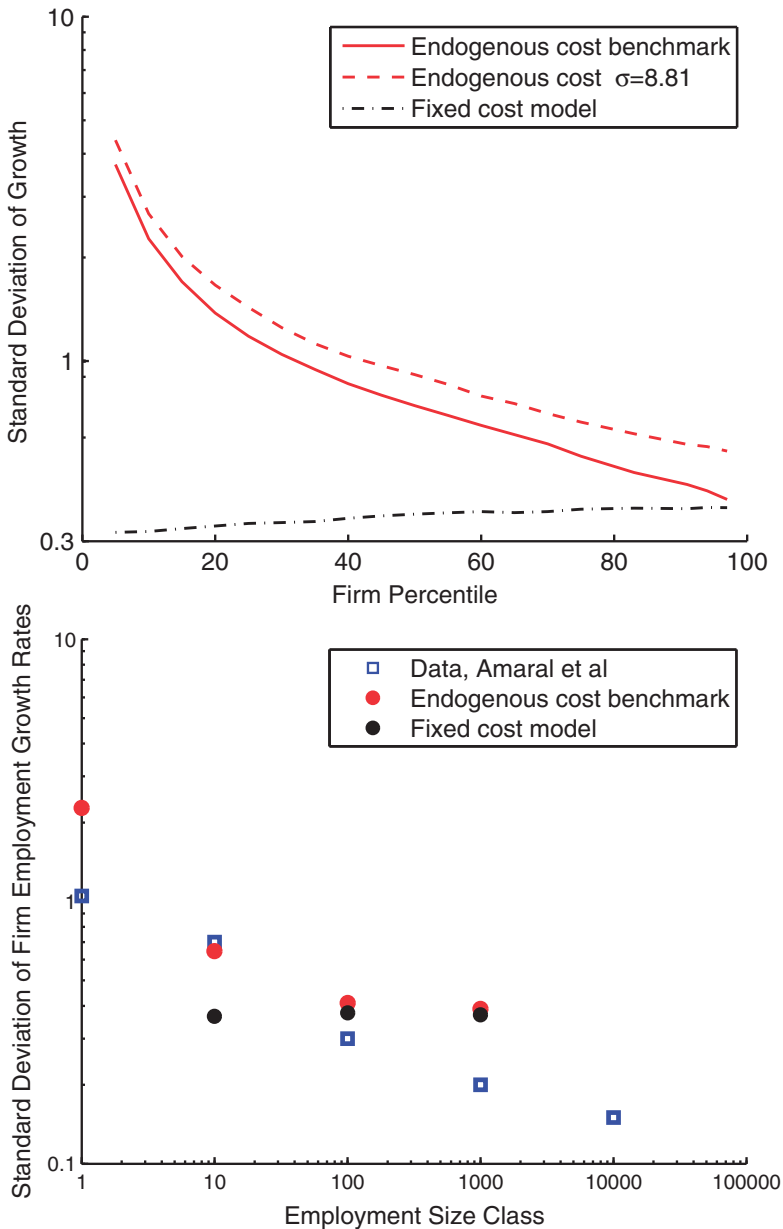 10
Endogenous cost benchmark
Endogenous cost σ=8.81
Fixed cost model
Standard Deviation of Growth
1
0.3
0 20 40 60 80 100
Firm Percentile
10
Data, Amaral et al
Endogenous cost benchmark
Fixed cost model
Standard Deviation of Firm Employment Growth Rates
1
0.1
1 10 100 1000 10000 100000
Employment Size Class